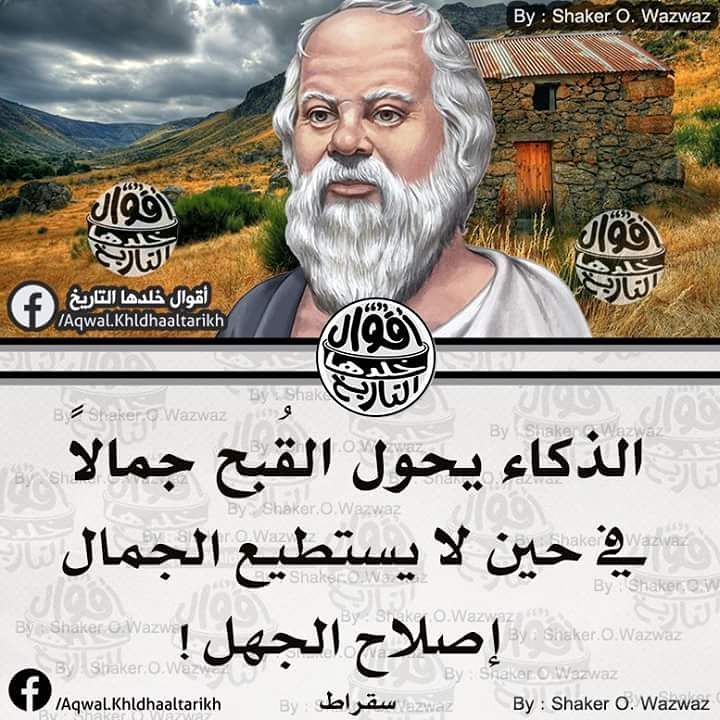 By : Shaker O. Wazwaz
أقوال
خلدها
التاريخ
أقوال
خلدها
التاريخ
أقوال خلدها التاريخ
/Aqwal.Khldhaaltarikh
أقوال
خلدها
التاريخ
الذكاء يحول القُبح جمالاً
في حين لا يستطيع الجمال
إصلاح الجهل !
سقراط
/Aqwal.Khldhaaltarikh
By : Shaker O. Wazwaz